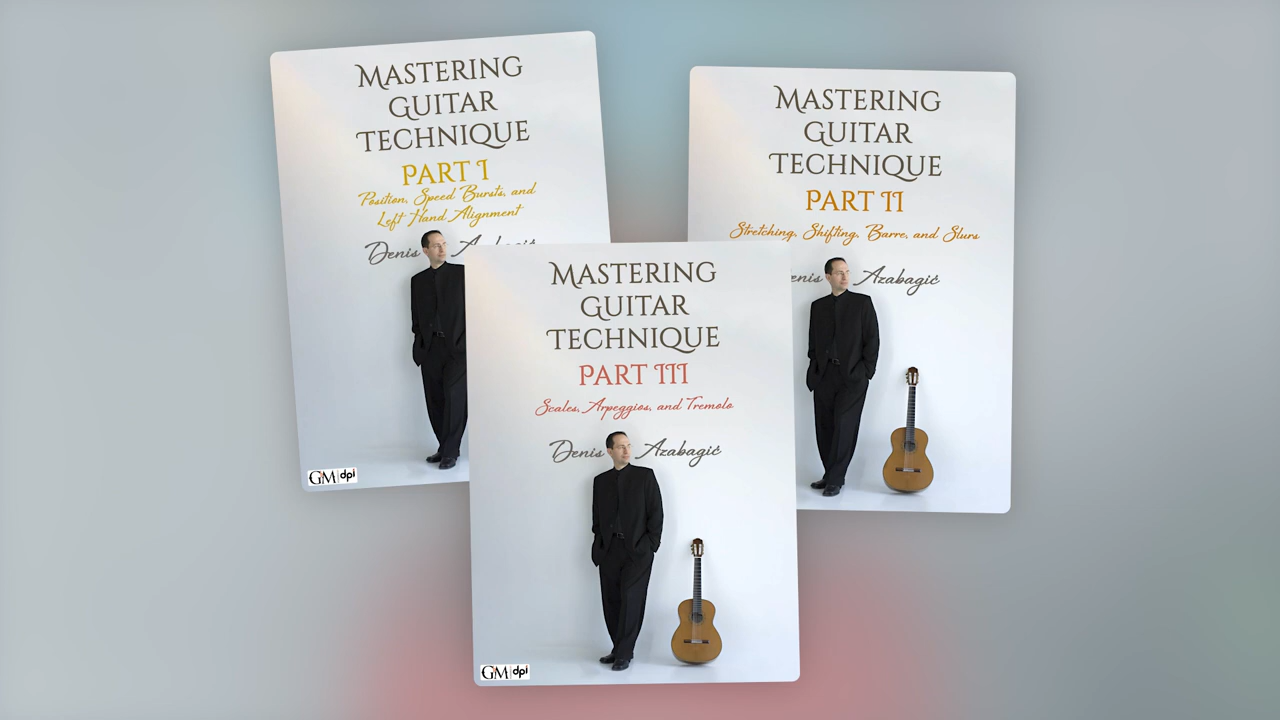 MASTERING
GUITAR
TECHNIQUE
PART I
Position, Speed Bursts, and
Left Hand Alignment
Denis
GM dpi
MASTERING
GUITAR
TECHNIQUE
PART II
Stretching, Shifting, Barre, and Slurs
enis Azabagić
MASTERING
GUITAR
TECHNIQUE
PART III
Scales, Arpeggios, and Tremolo
Denis Azabagić
GM dpi